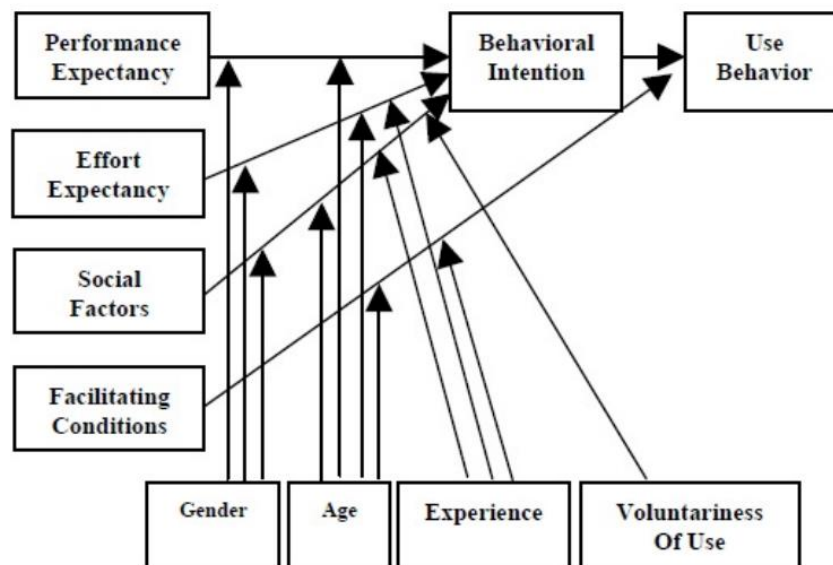 Performance
Expectancy
Behavioral
Intention
Use
Behavior
Effort
Expectancy
Social
Factors
Facilitating
Conditions
Gender
Age
Experience
Voluntariness
Of Use